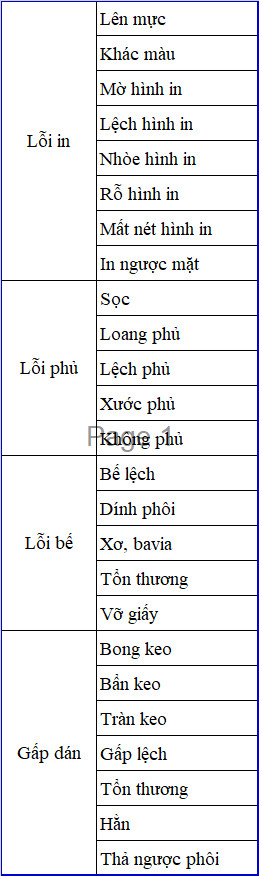 Lỗi in
Lên mực
Khác màu
Mờ hình in
Lệch hình in
Nhòe hình in
Rỗ hình in
Mất nét hình in
In ngược mặt
Lỗi phủ
Sọc
Loang phủ
Lệch phủ
Xước phủ
Không phủ
Page 1
Lỗi bế
Bế lệch
Dính phôi
Xơ, bavia
Tổn thương
Vỡ giấy
Gấp dán
Bong keo
Bẩn keo
Tràn keo
Gấp lệch
Tổn thương
Hằn
Thả ngược phôi